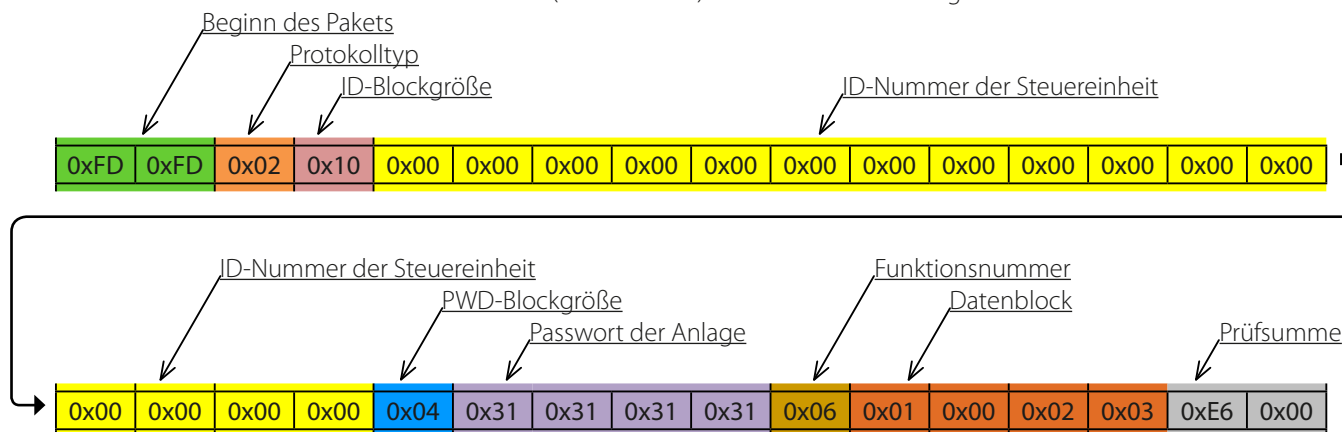 Beginn des Pakets
Protokolltyp
ID-Blockgröße
ID-Nummer der Steuereinheit
0xFD 0xFD 0x02 0x10 0x00 0x00 0x00 0x00 0x00 0x00 0x00 0x00 0x00 0x00 0x00 0x00
ID-Nummer der Steuereinheit
Funktionsnummer
PWD-Blockgröße
Datenblock
Passwort der Anlage
Prüfsumme
0x00 0x00 0x00 0x00 0x04 0x31 0x31 0x31 0x31 0x06 0x01 0x00 0x02 0x03 0xE6 0x00